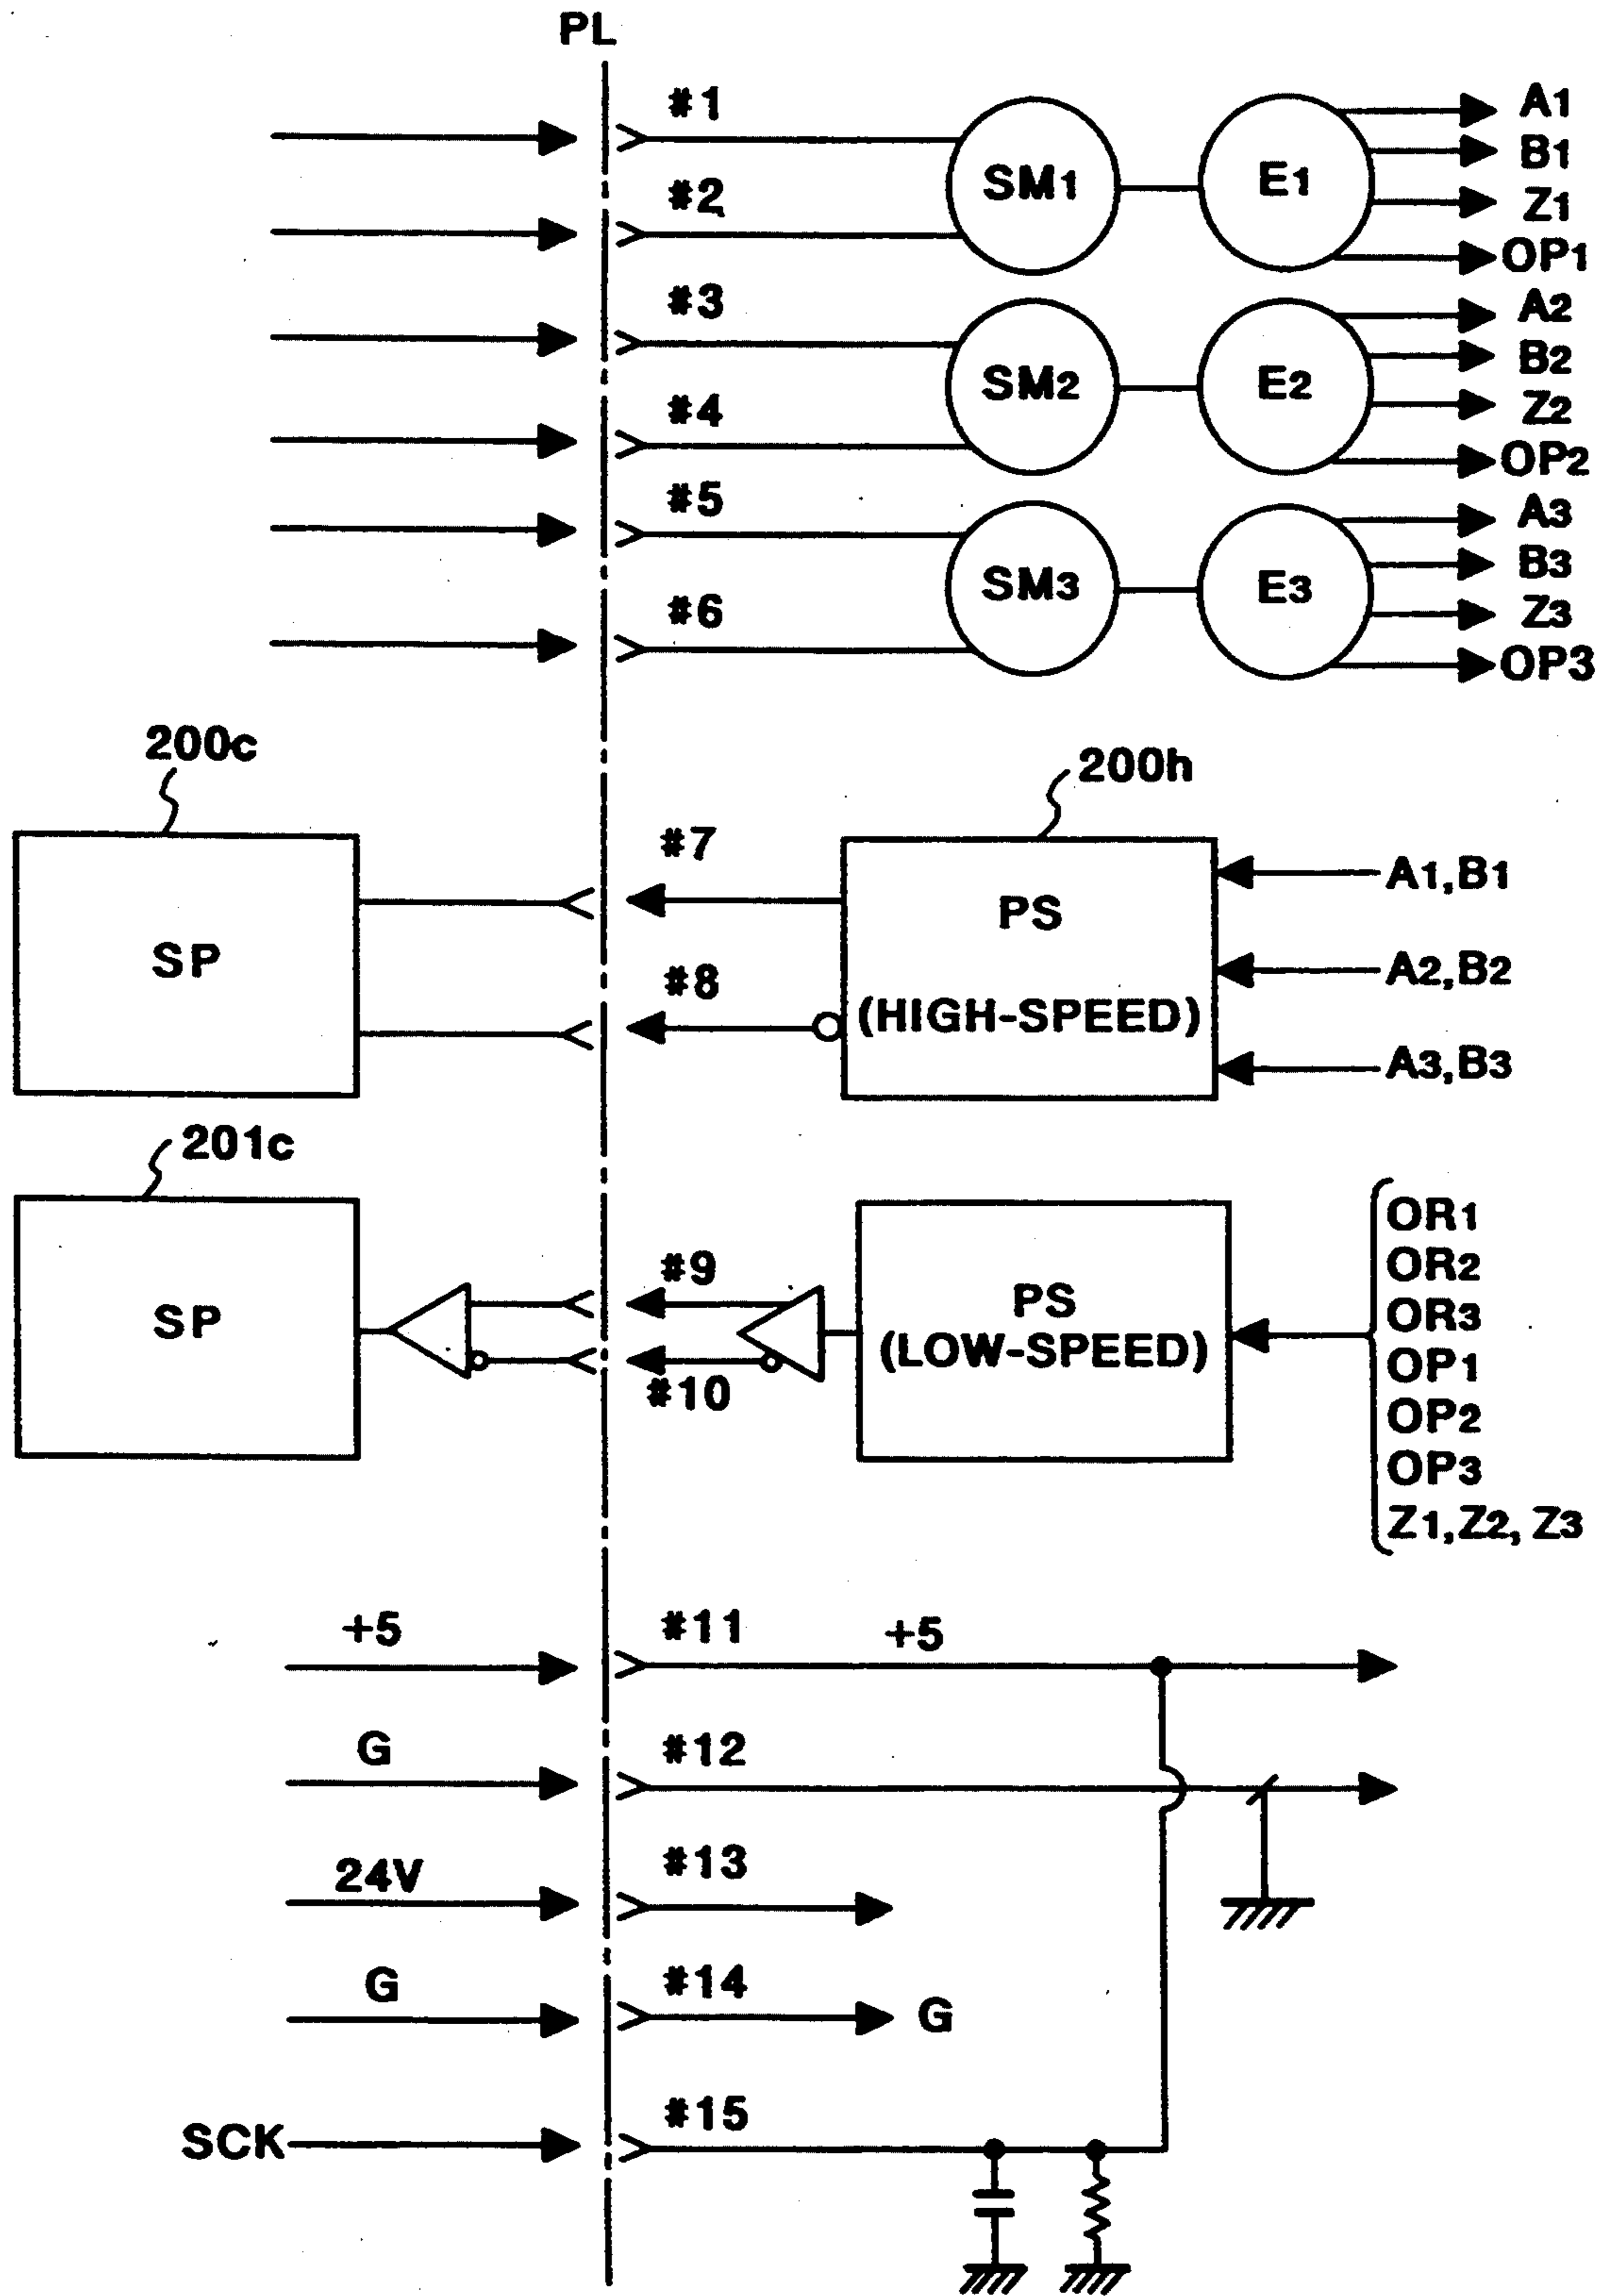 PL
#1
#2
SM1
E1
A1
B1
Z1
OP1
#3
#4
SM2
E2
A2
B2
Z2
OP2
#5
#6
SM3
E3
A3
B3
Z3
OP3
200c
SP
#7
#8
200h
PS
(HIGH-SPEED)
A1,B1
A2,B2
A3,B3
201c
SP
#9
#10
PS
(LOW-SPEED)
OR1
OR2
OR3
OP1
OP2
OP3
Z1,Z2, Z3
+5
#11
+5
G
#12
24V
#13
G
#14
G
SCK
#15